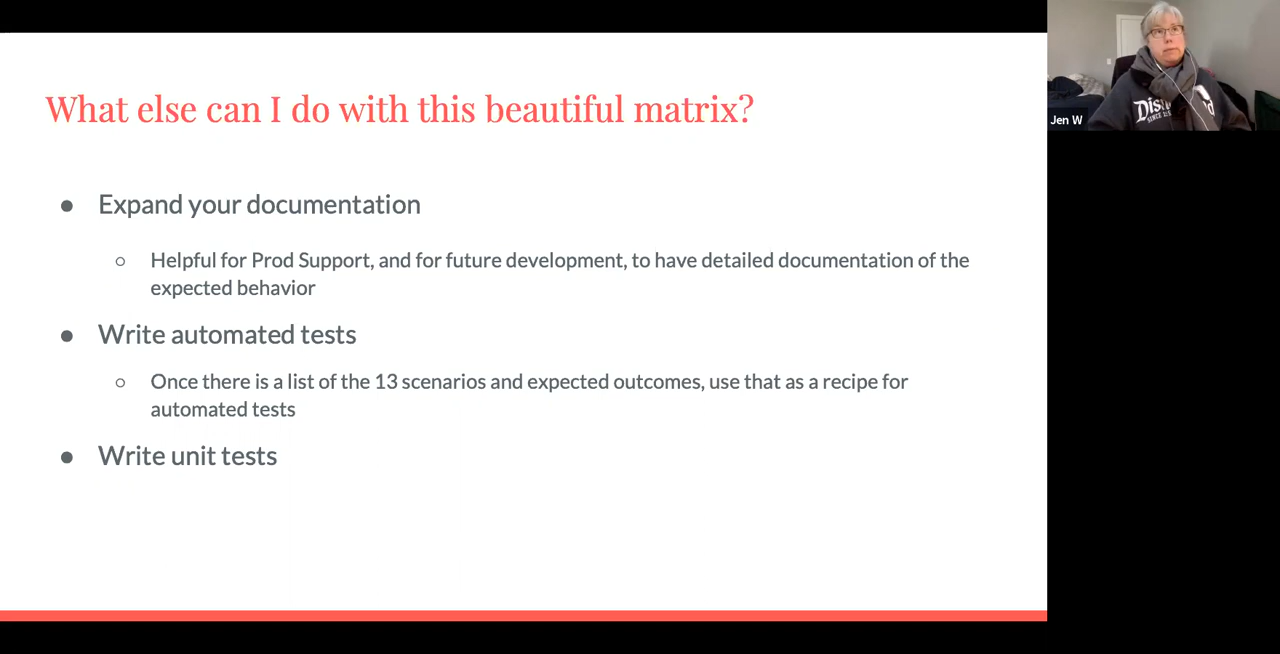 What else can I do with this beautiful matrix?
● Expand your documentation
○ Helpful for Prod Support, and for future development, to have detailed documentation of the
expected behavior
● Write automated tests
○ Once there is a list of the 13 scenarios and expected outcomes, use that as a recipe for
automated tests
● Write unit tests
Jen W